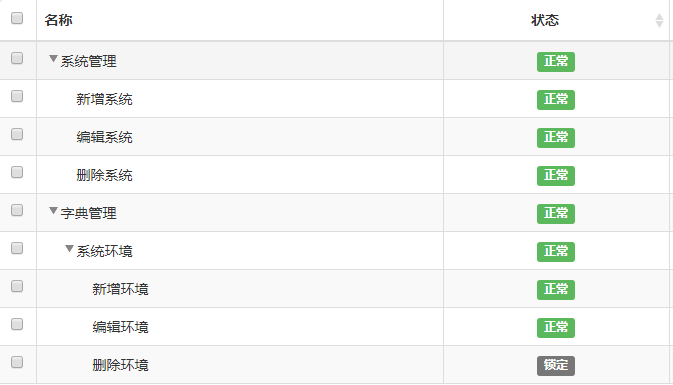 名称 状态
系统管理 正常
新增系统 正常
编辑系统 正常
删除系统 正常
字典管理 正常
系统环境 正常
新增环境 正常
编辑环境 正常
删除环境 锁定